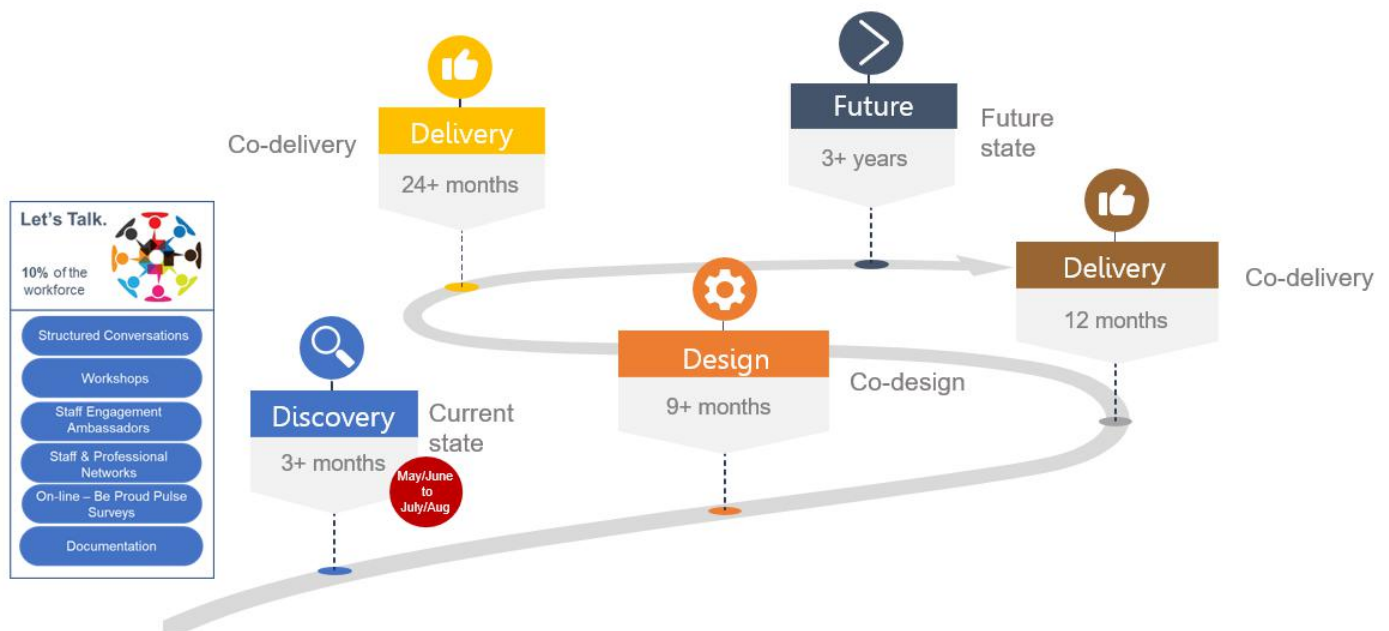 Let's Talk.
10% of the
workforce
Structured Conversations
Workshops
Staff Engagement
Ambassadors
Staff & Professional
Networks
On-line – Be Proud Pulse
Surveys
Documentation
Discovery
3+ months
Current
state
May/June
to
July/Aug
Design
9+ months
Co-design
Delivery
12 months
Co-delivery
Co-delivery
Delivery
24+ months
Future
3+ years
Future
state